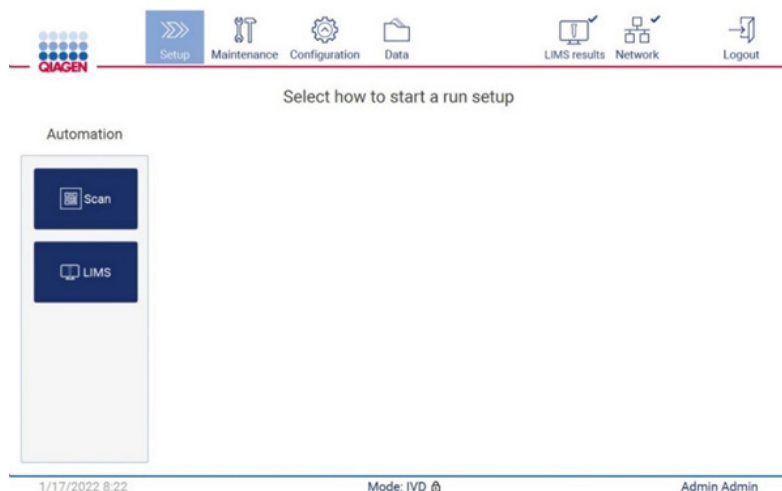 QIAGEN
Setup
Maintenance
Configuration
Data
LIMS results
Network
Logout
Select how to start a run setup
Automation
Scan
LIMS
1/17/2022 8:22
Mode: IVD
Admin Admin